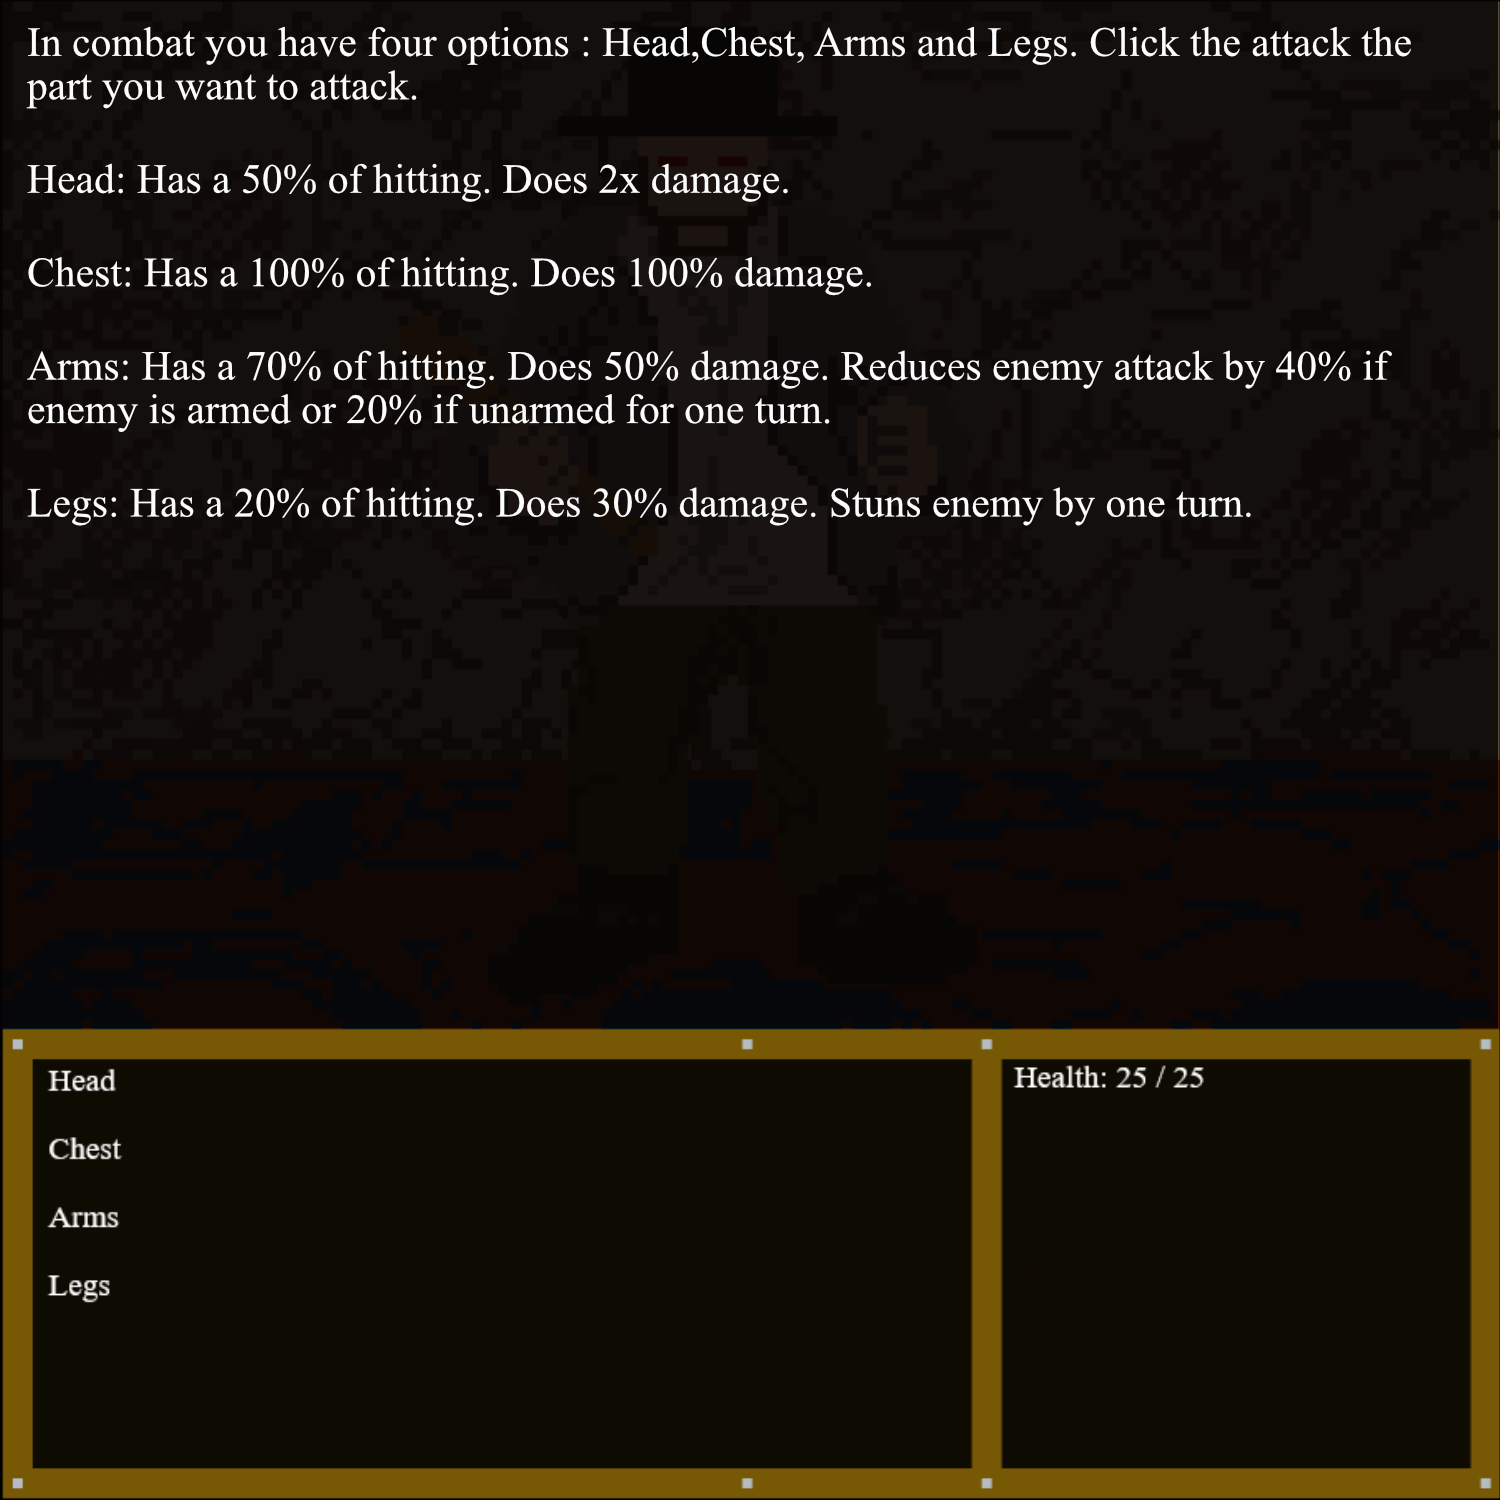 In combat you have four options : Head,Chest, Arms and Legs. Click the attack the
part you want to attack.
Head: Has a 50% of hitting. Does 2x damage.
Chest: Has a 100% of hitting. Does 100% damage.
Arms: Has a 70% of hitting. Does 50% damage. Reduces enemy attack by 40% if
enemy is armed or 20% if unarmed for one turn.
Legs: Has a 20% of hitting. Does 30% damage. Stuns enemy by one turn.
Head
Chest
Arms
Legs
Health: 25 / 25